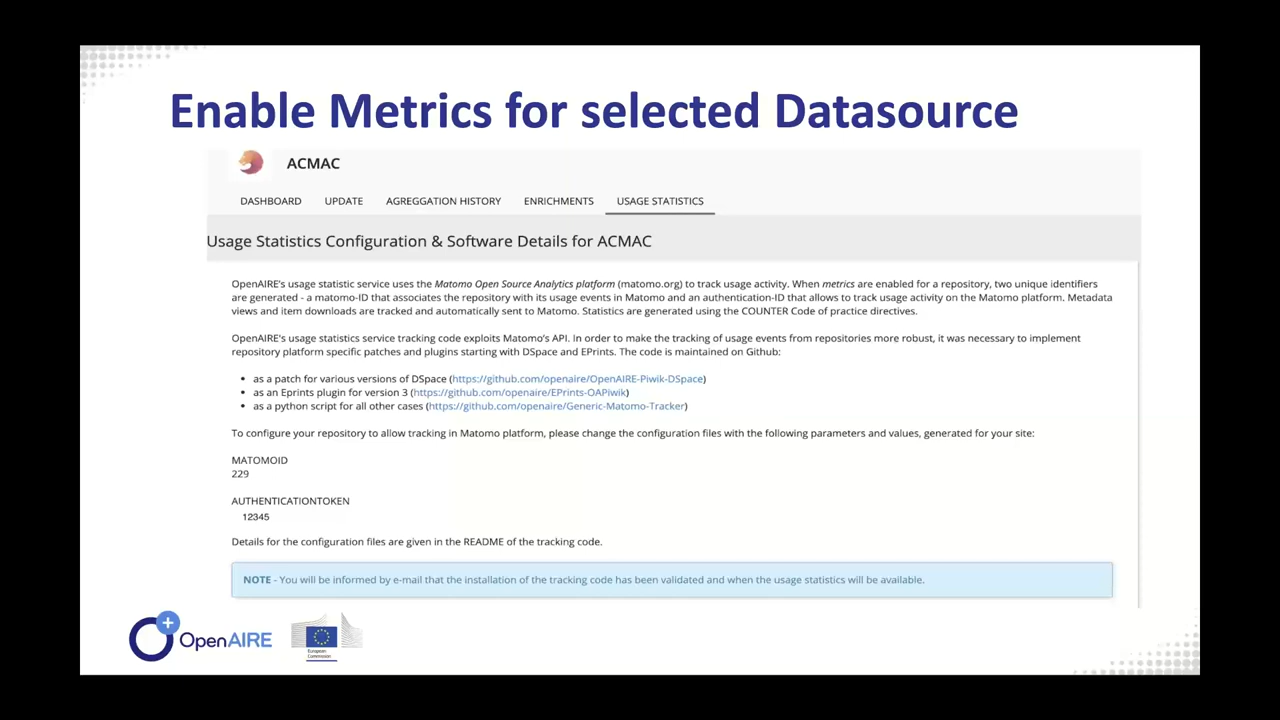 Enable Metrics for selected Datasource
ACMAC
DASHBOARD UPDATE AGREGGATION HISTORY ENRICHMENTS USAGE STATISTICS
Usage Statistics Configuration & Software Details for ACMAC
OpenAIRE's usage statistic service uses the Matomo Open Source Analytics platform (matomo.org) to track usage activity. When metrics are enabled for a repository, two unique identifiers
are generated - a matomo-ID that associates the repository with its usage events in Matomo and an authentication-ID that allows to track usage activity on the Matomo platform. Metadata
views and item downloads are tracked and automatically sent to Matomo. Statistics are generated using the COUNTER Code of practice directives.
OpenAIRE's usage statistics service tracking code exploits Matomo's API. In order to make the tracking of usage events from repositories more robust, it was necessary to implement
repository platform specific patches and plugins starting with DSpace and EPrints. The code is maintained on Github:
• as a patch for various versions of DSpace (https://github.com/openaire/OpenAIRE-Piwik-DSpace)
• as an Eprints plugin for version 3 (https://github.com/openaire/EPrints-OAPiwik)
• as a python script for all other cases (https://github.com/openaire/Generic-Matomo-Tracker)
To configure your repository to allow tracking in Matomo platform, please change the configuration files with the following parameters and values, generated for your site:
MATOMOID
229
AUTHENTICATIONTOKEN
12345
Details for the configuration files are given in the README of the tracking code.
NOTE - You will be informed by e-mail that the installation of the tracking code has been validated and when the usage statistics will be available.
OpenAIRE
European
Commission